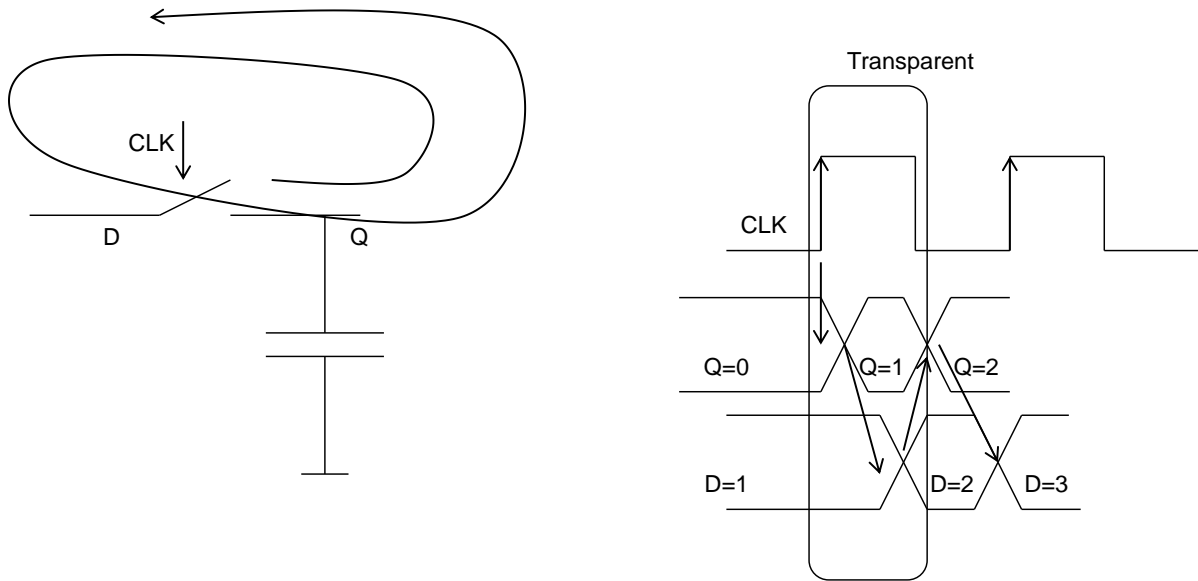 Transparent
CLK
D
Q
CLK
Q=0
Q=1
Q=2
D=1
D=2
D=3